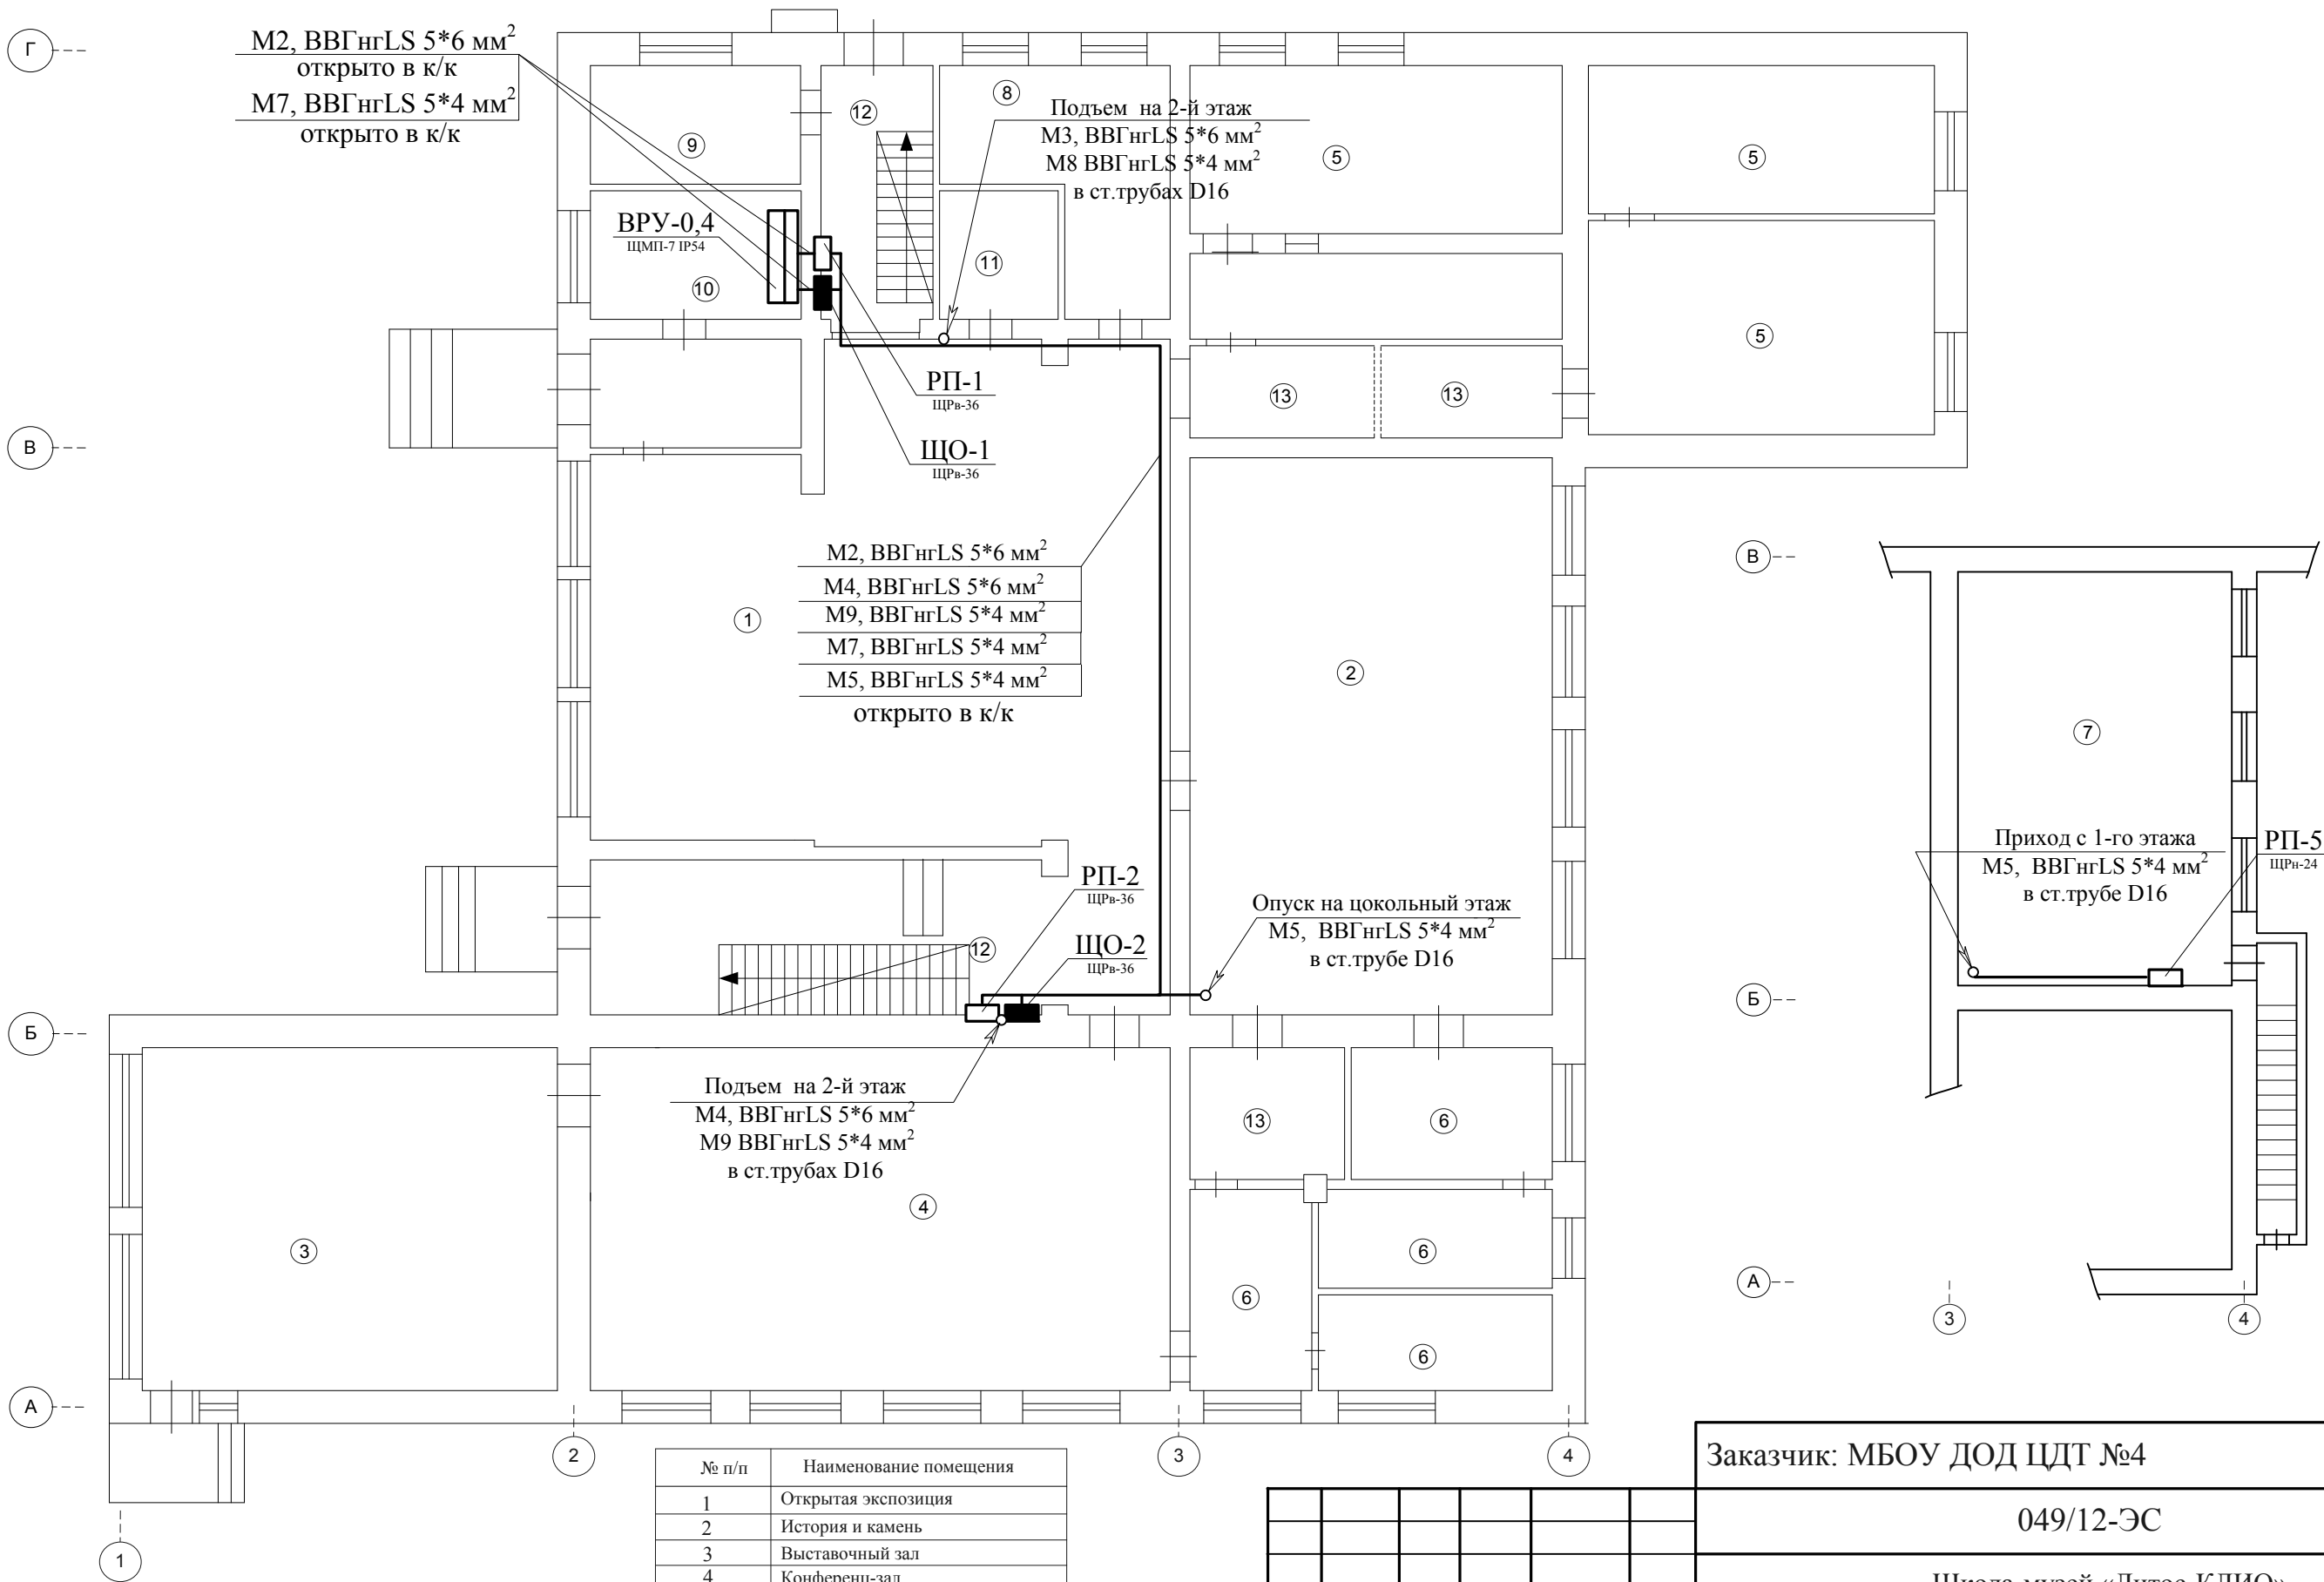 Г
М2, ВВГнгLS 5*6 мм²
открыто в к/к
М7, ВВГнгLS 5*4 мм²
открыто в к/к
9
12
8
Подъем на 2-й этаж
М3, ВВГнгLS 5*6 мм²
М8 ВВГнгLS 5*4 мм²
в ст.трубах D16
5
5
ВРУ-0,4
ЩМП-7 IP54
10
11
5
РП-1
ЩРв-36
13
13
В
ЩО-1
ЩРв-36
М2, ВВГнгLS 5*6 мм²
М4, ВВГнгLS 5*6 мм²
М9, ВВГнгLS 5*4 мм²
М7, ВВГнгLS 5*4 мм²
М5, ВВГнгLS 5*4 мм²
открыто в к/к
1
2
В
7
Приход с 1-го этажа
М5, ВВГнгLS 5*4 мм²
в ст.трубе D16
РП-5
ЩРн-24
РП-2
ЩРв-36
Опуск на цокольный этаж
М5, ВВГнгLS 5*4 мм²
в ст.трубе D16
12
ЩО-2
ЩРв-36
Б
Б
Подъем на 2-й этаж
М4, ВВГнгLS 5*6 мм²
М9 ВВГнгLS 5*4 мм²
в ст.трубах D16
13
6
4
3
6
6
6
А
3
4
А
2
3
4
1
№ п/п Наименование помещения
1 Открытая экспозиция
2 История и камень
3 Выставочный зал
4 Конференц-зал
Заказчик: МБОУ ДОД ЦДТ №4
049/12-ЭС
Школа-музей «Литос-КЛИО»